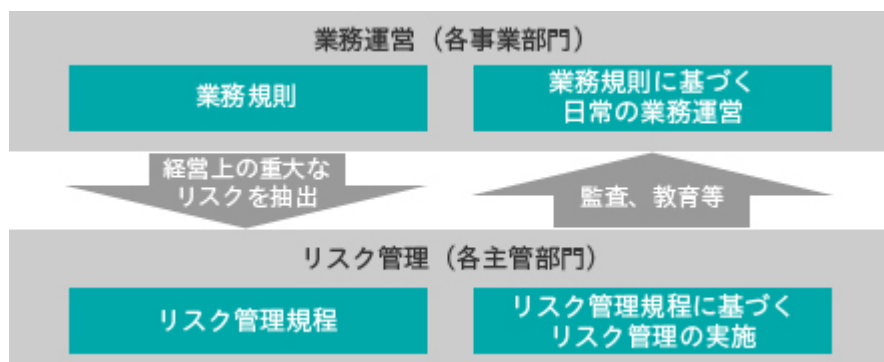 業務運営（各事業部門）
業務規則
業務規則に基づく
日常の業務運営
経営上の重大な
リスクを抽出
監査、教育等
リスク管理（各主管部門）
リスク管理規程
リスク管理規程に基づく
リスク管理の実施